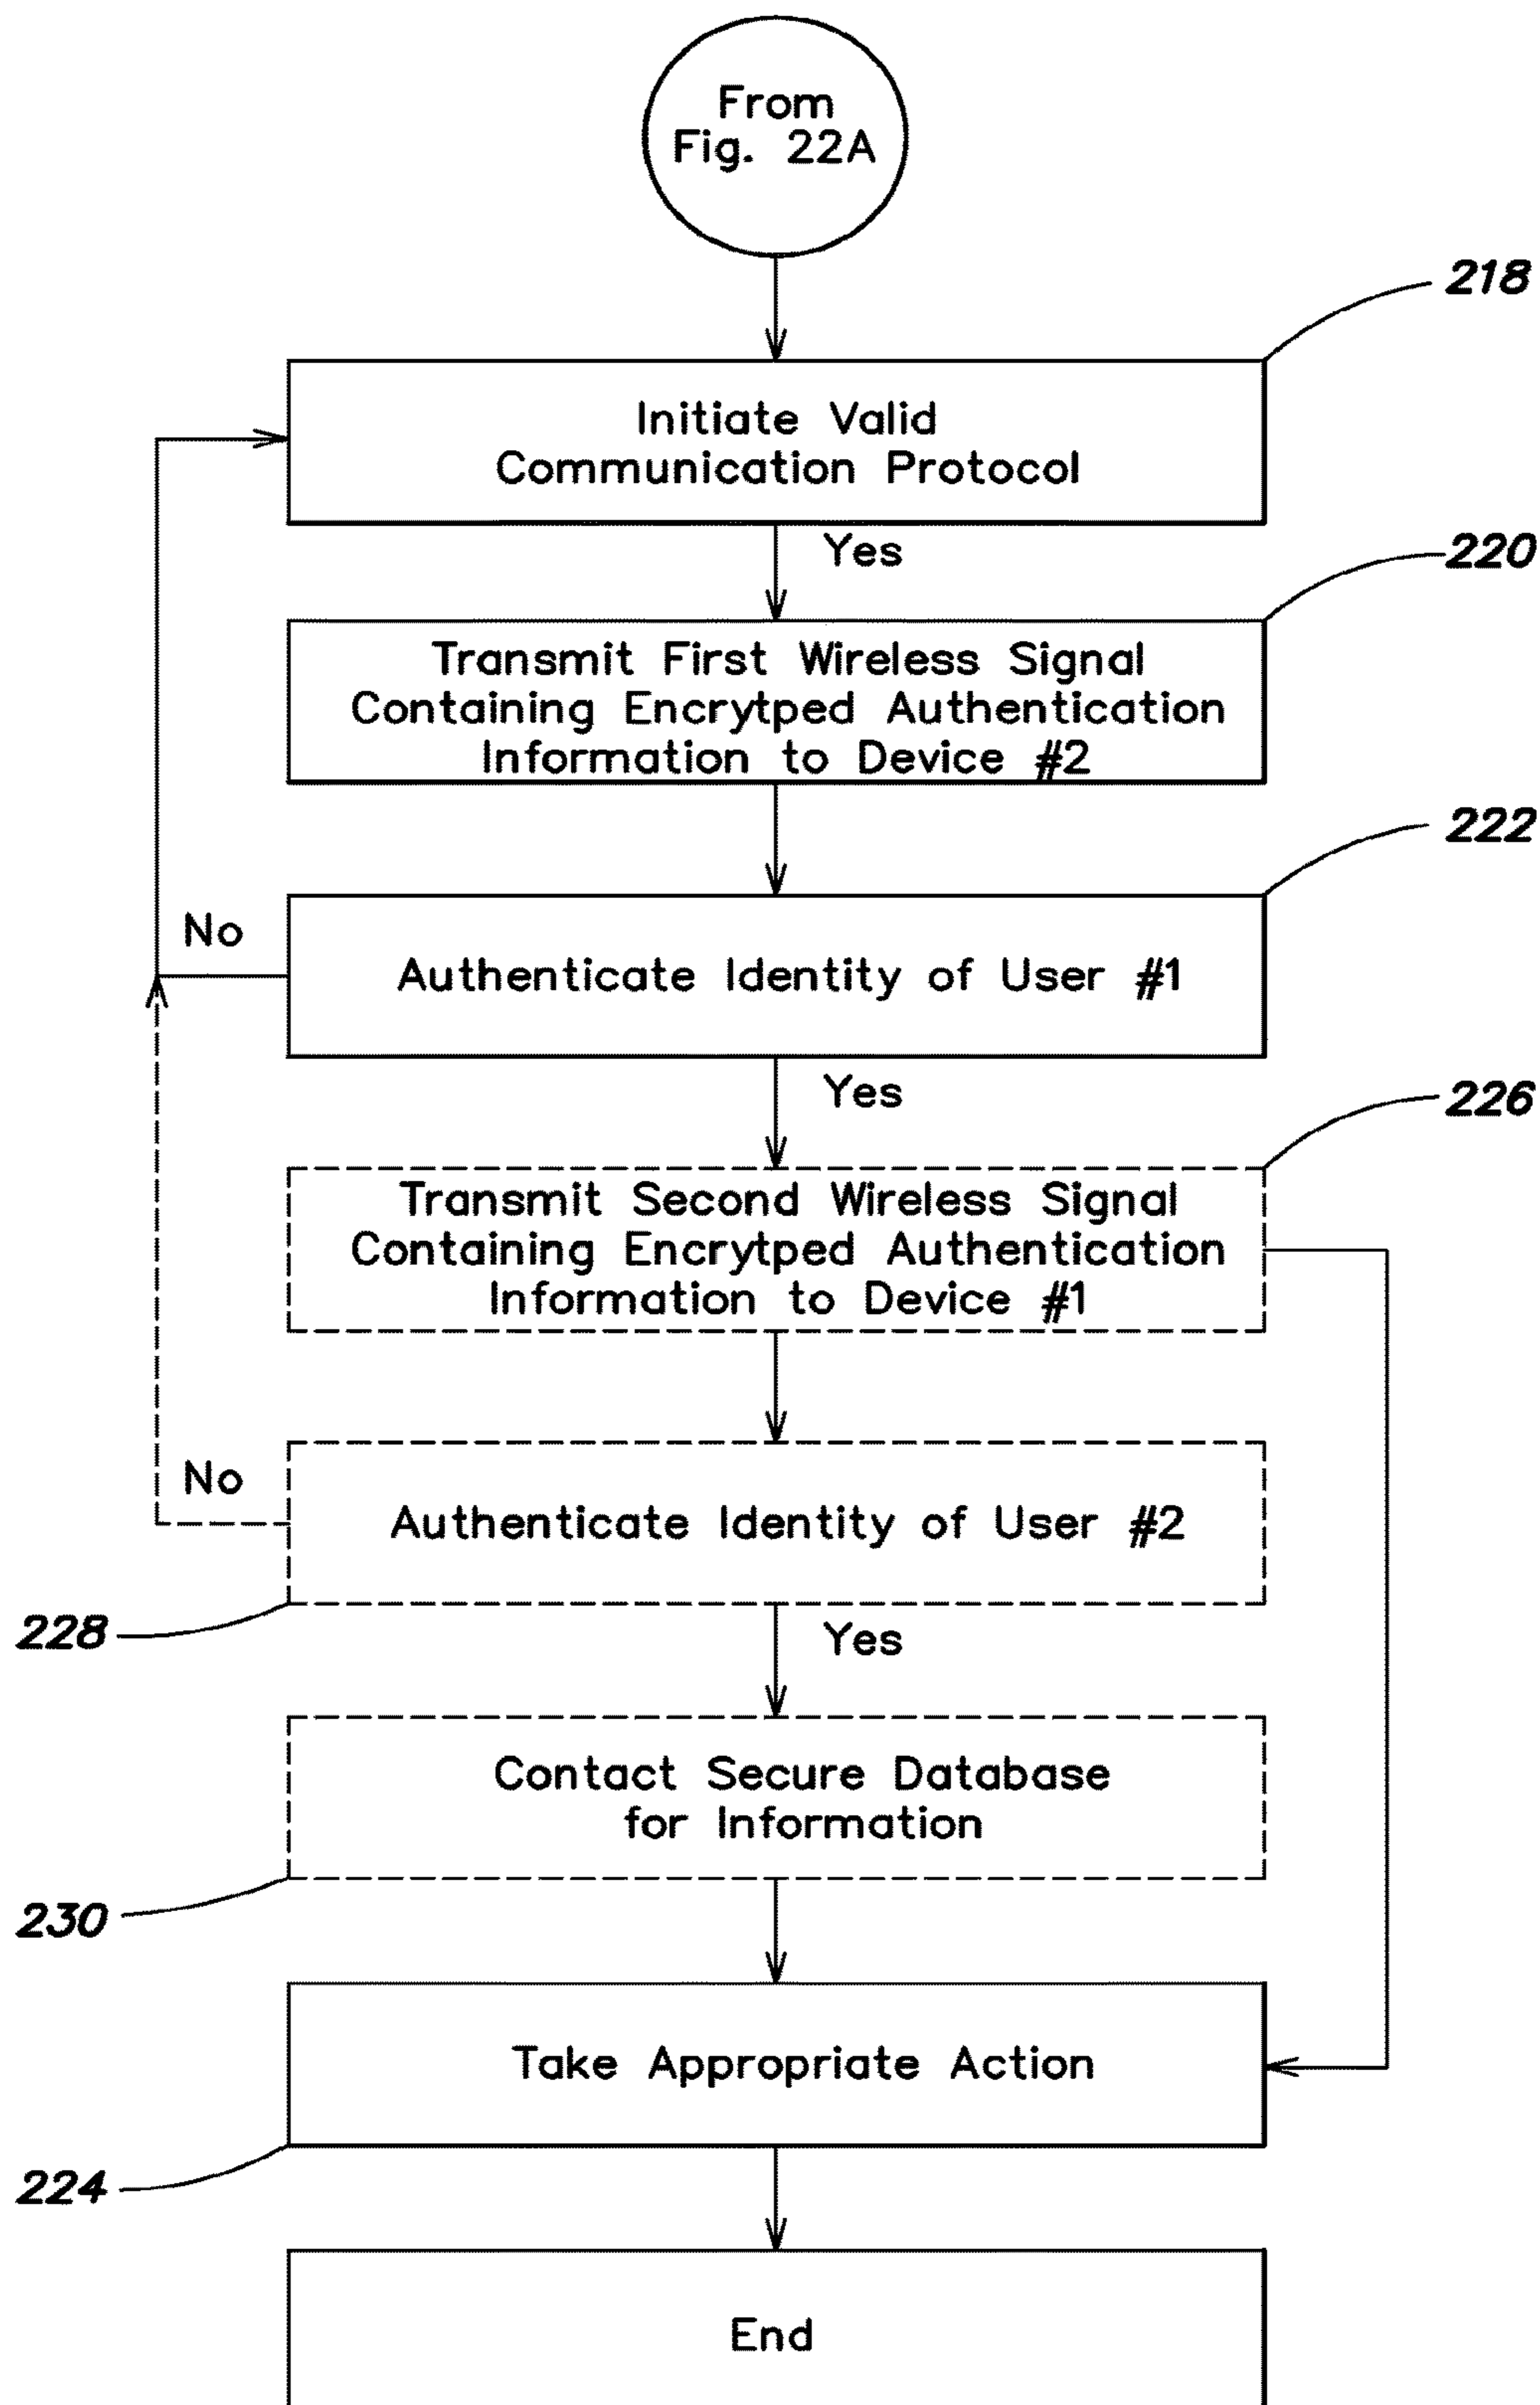 From
Fig. 22A
218
Initiate Valid
Communication Protocol
Yes
220
Transmit First Wireless Signal
Containing Encrytped Authentication
Information to Device #2
222
No
Authenticate Identity of User #1
Yes
226
Transmit Second Wireless Signal
Containing Encrytped Authentication
Information to Device #1
No
Authenticate Identity of User #2
228
Yes
Contact Secure Database
for Information
230
Take Appropriate Action
224
End